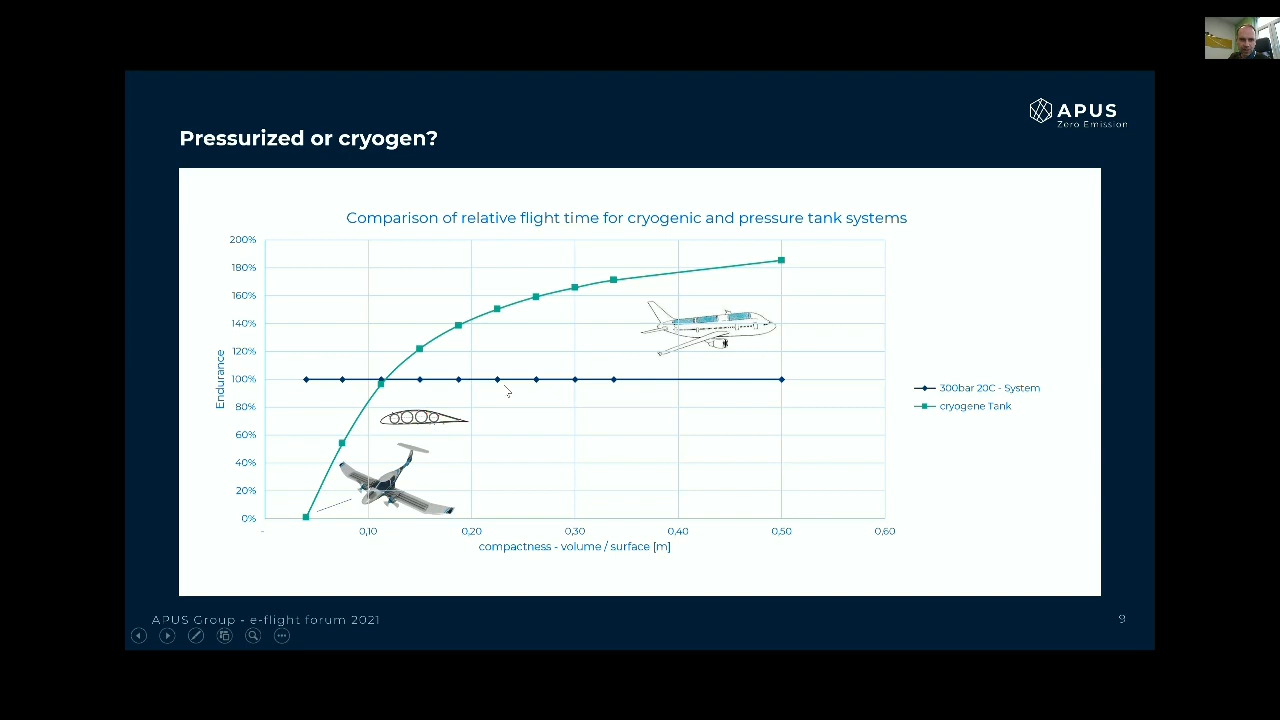 APUS
Zero Emission
Pressurized or cryogen?
Comparison of relative flight time for cryogenic and pressure tank systems
200%
180%
160%
140%
120%
100%
80%
60%
40%
20%
0%
Endurance
-
0,10
0,20
0,30
0,40
0,50
0,60
compactness - volume / surface [m]
300bar 20C - System
cryogene Tank
APUS Group - e-flight forum 2021
9